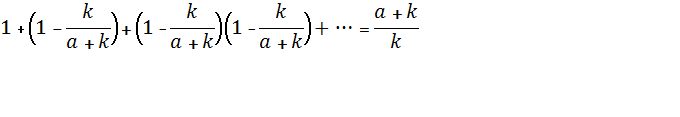 1 + (1 − k/(a + k)) + (1 − k/(a + k))(1 − k/(a + k)) + ⋯ = (a + k)/k